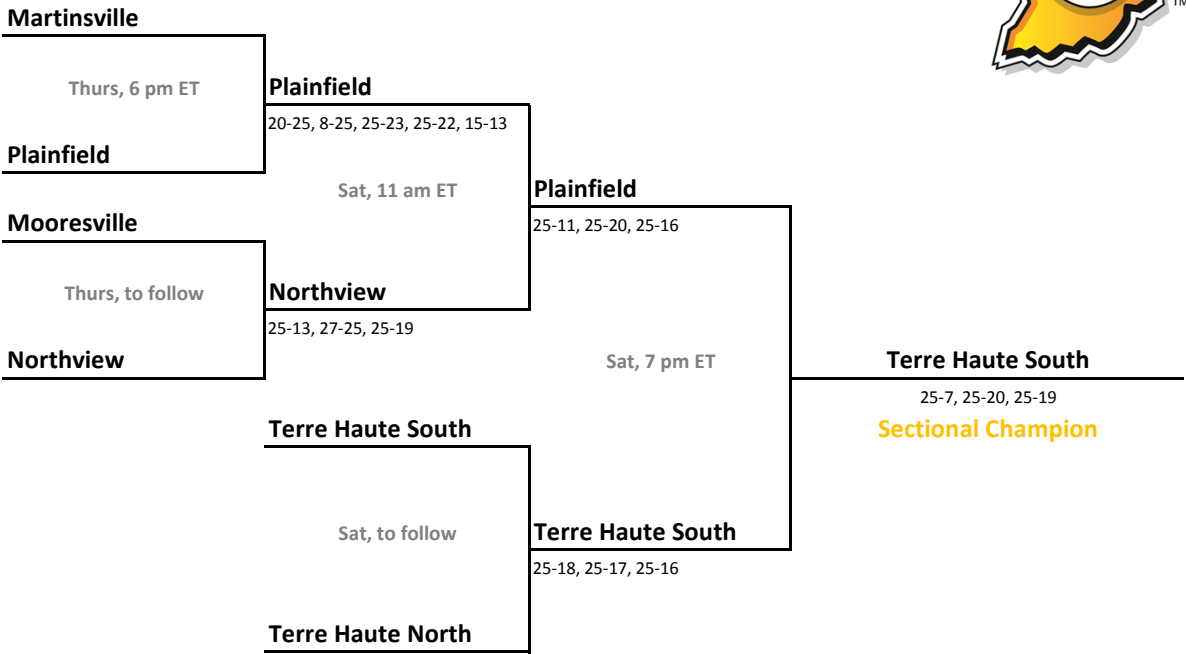 Martinsville
TM
Thurs, 6 pm ET
Plainfield
20-25, 8-25, 25-23, 25-22, 15-13
Plainfield
Sat, 11 am ET
Plainfield
Mooresville
25-11, 25-20, 25-16
Thurs, to follow
Northview
25-13, 27-25, 25-19
Northview
Sat, 7 pm ET
Terre Haute South
25-7, 25-20, 25-19
Terre Haute South
Sectional Champion
Sat, to follow
Terre Haute South
25-18, 25-17, 25-16
Terre Haute North